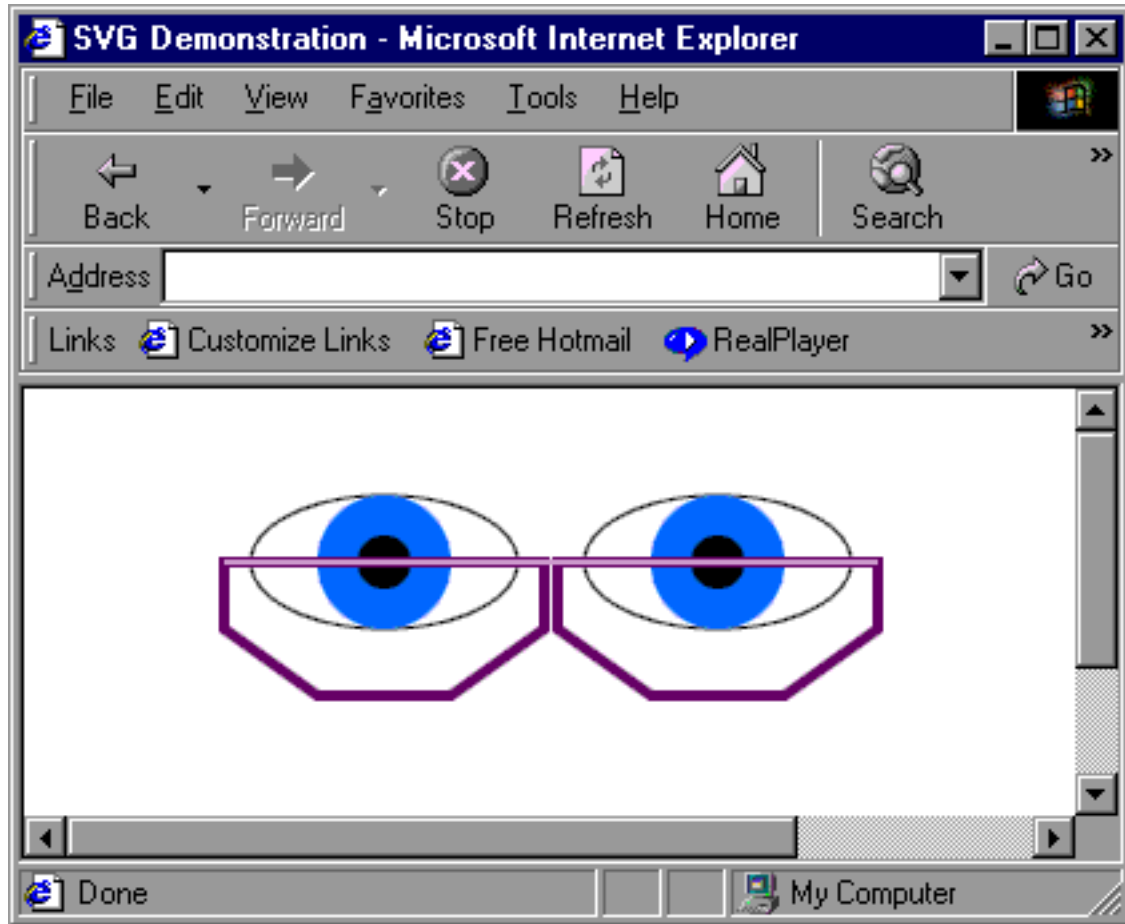 SVG Demonstration - Microsoft Internet Explorer
File Edit View Favorites Tools Help
Back Forward Stop Refresh Home Search »
Address Go
Links Customize Links Free Hotmail RealPlayer »
Done My Computer